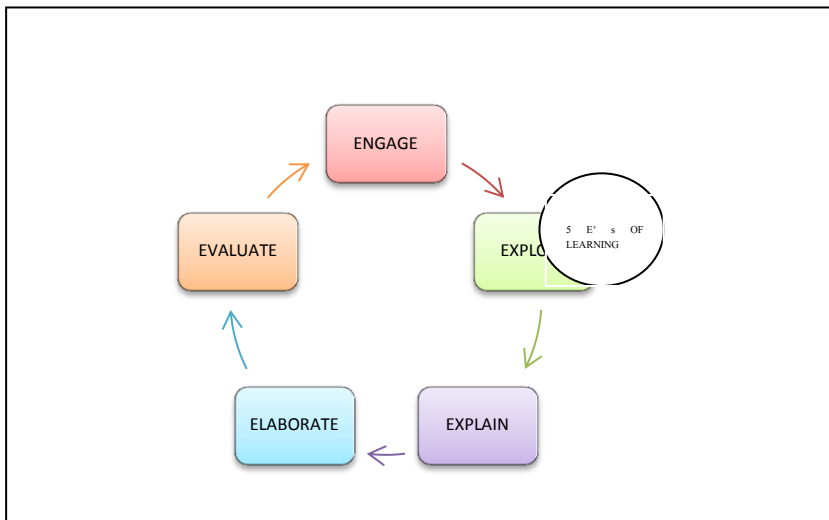 ENGAGE
EVALUATE
EXPLO
5 E' s OF
LEARNING
ELABORATE
EXPLAIN